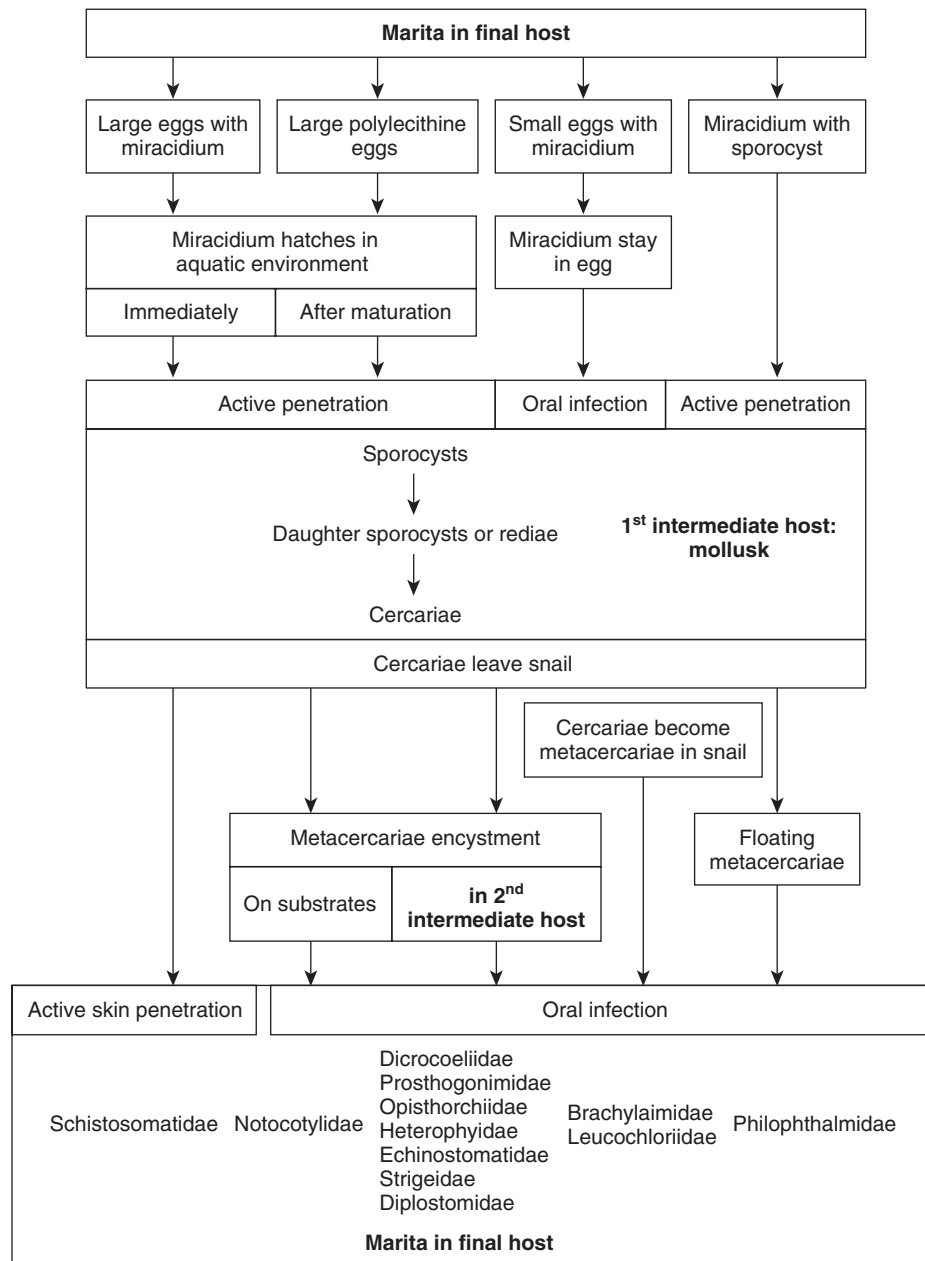 Marita in final host
Large eggs with
miracidium
Large polylecithine
eggs
Small eggs with
miracidium
Miracidium with
sporocyst
Miracidium hatches in
aquatic environment
Miracidium stay
in egg
Immediately
After maturation
Active penetration
Oral infection
Active penetration
Sporocysts
Daughter sporocysts or rediae
1st intermediate host:
mollusk
Cercariae
Cercariae leave snail
Cercariae become
metacercariae in snail
Metacercariae encystment
Floating
metacercariae
On substrates
in 2nd
intermediate host
Active skin penetration
Oral infection
Schistosomatidae
Notocotylidae
Dicrocoeliidae
Prosthogonimidae
Opisthorchiidae
Heterophyidae
Echinostomatidae
Strigeidae
Diplostomidae
Brachylaimidae
Leucochloriidae
Philophthalmidae
Marita in final host